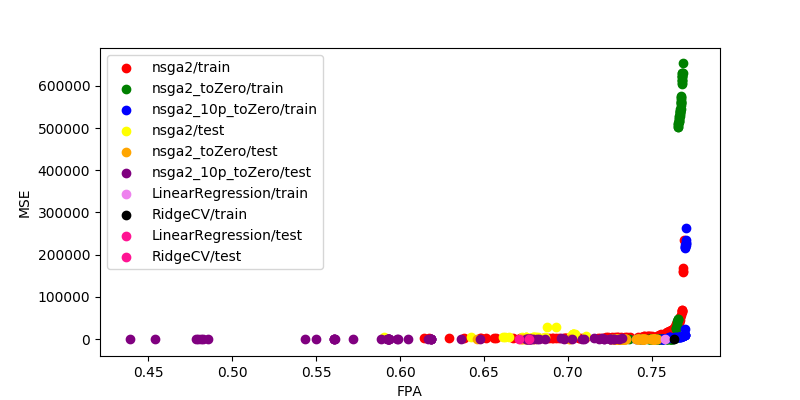 nsga2/train
nsga2_toZero/train
nsga2_10p_toZero/train
nsga2/test
nsga2_toZero/test
nsga2_10p_toZero/test
LinearRegression/train
RidgeCV/train
LinearRegression/test
RidgeCV/test
MSE
600000
500000
400000
300000
200000
100000
0
0.45 0.50 0.55 0.60 0.65 0.70 0.75
FPA